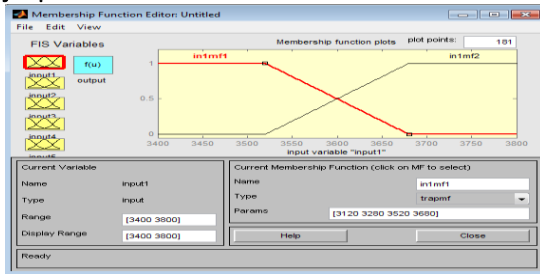 Membership Function Editor: Untitled
File Edit View
FIS Variables
Membership function plots
plot points:
181
f(u)
input1
output
input2
input4
in1mf1
in1mf2
1
0.5
0
3400 3450 3500 3550 3600 3650 3700 3750 3800
input variable "input1"
Current Variable
Name input1
Type input
Range [3400 3800]
Display Range [3400 3800]
Current Membership Function (click on MF to select)
Name in1mf1
Type trapmf
Params [3120 3280 3520 3680]
Help
Close
Ready